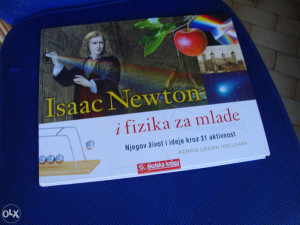 Isaac Newton
i fizika za mlade
Njegov život i ideje kroz 21 aktivnost
KERRIE LOGAN HOLLIHAN
školska knjiga
OLX